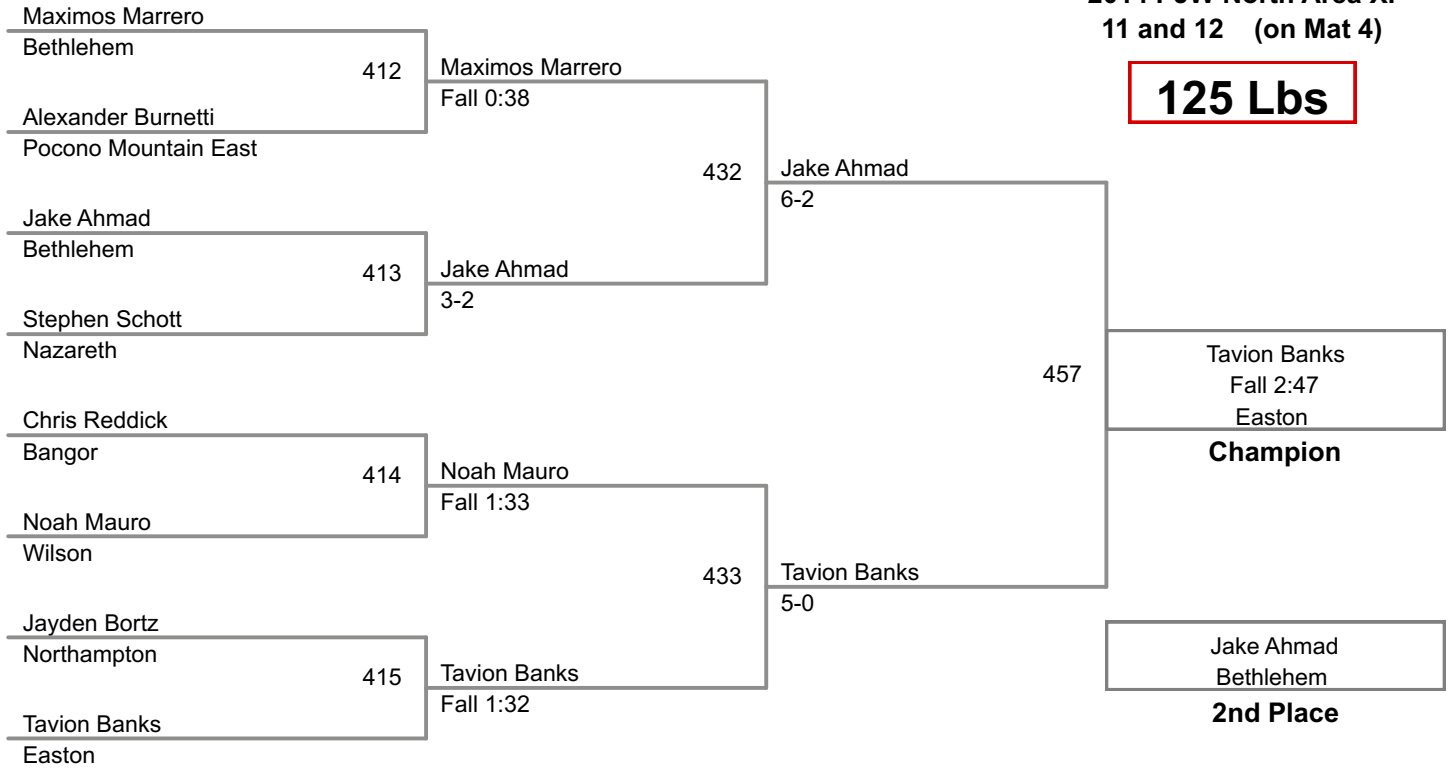 11 and 12 (on Mat 4)
125 Lbs
Maximos Marrero
Bethlehem
412
Alexander Burnetti
Pocono Mountain East
Jake Ahmad
Bethlehem
413
Stephen Schott
Nazareth
Chris Reddick
Bangor
414
Noah Mauro
Wilson
Jayden Bortz
Northampton
415
Tavion Banks
Easton
Maximos Marrero
Fall 0:38
432
Jake Ahmad
3-2
Noah Mauro
Fall 1:33
433
Tavion Banks
Fall 1:32
Jake Ahmad
6-2
457
Tavion Banks
5-0
Tavion Banks
Fall 2:47
Easton
Champion
Jake Ahmad
Bethlehem
2nd Place